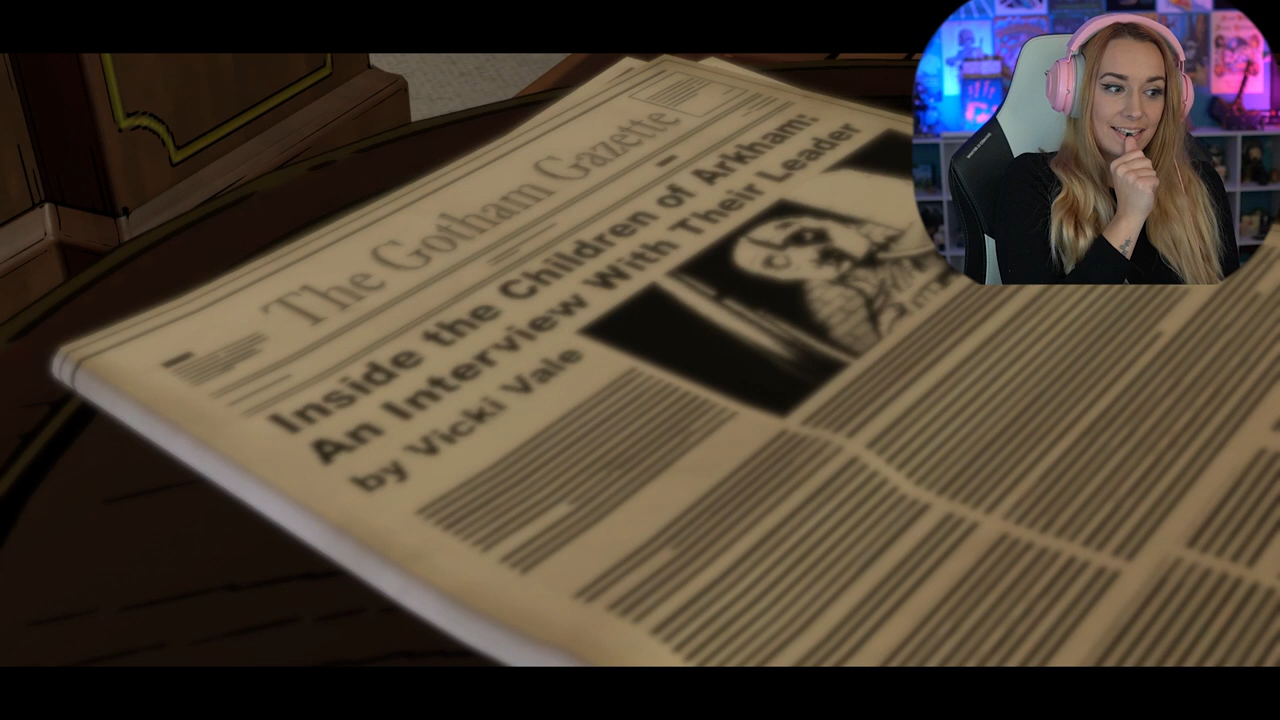 The Gotham Gazette
Inside the Children of Arkham:
An Interview With Their Leader
by Vicki Vale